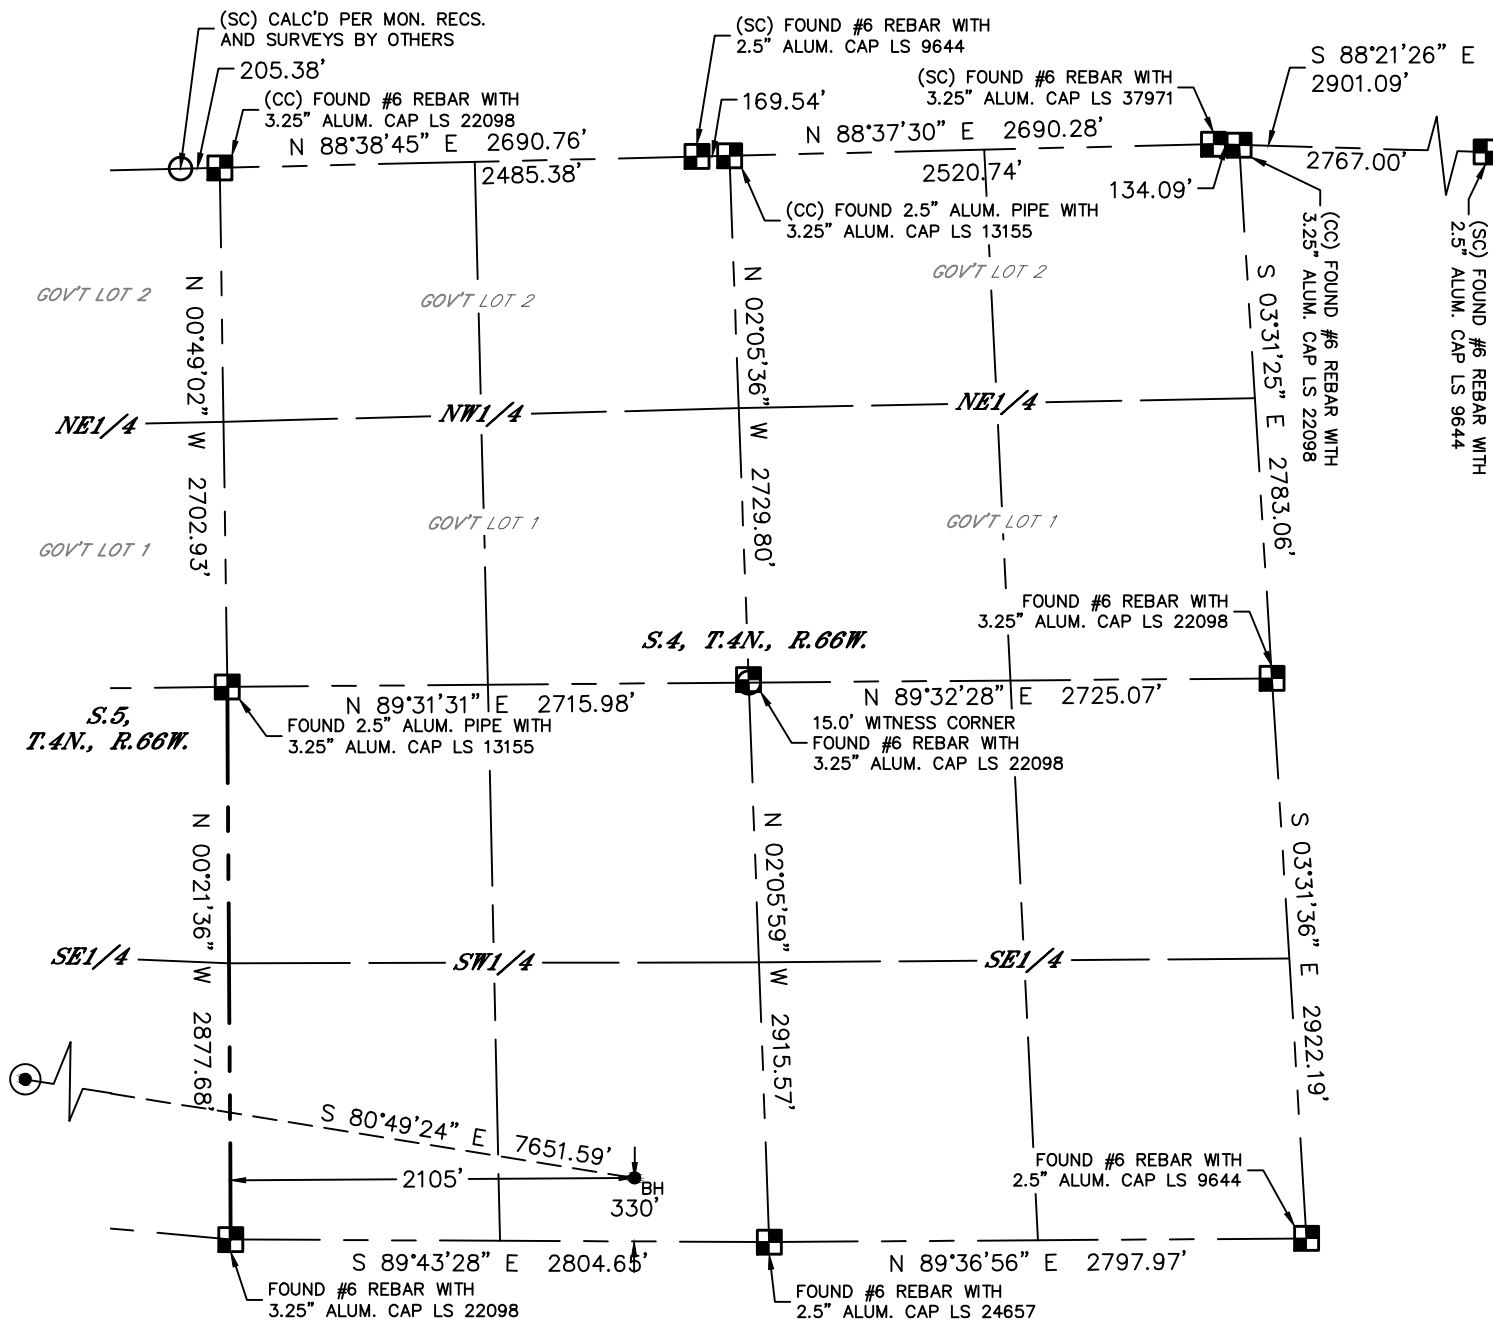 (SC) CALC'D PER MON. RECS.
AND SURVEYS BY OTHERS
205.38'
(CC) FOUND #6 REBAR WITH
3.25" ALUM. CAP LS 22098
N 88°38'45" E 2690.76'
2485.38'
(SC) FOUND #6 REBAR WITH
2.5" ALUM. CAP LS 9644
169.54'
(SC) FOUND #6 REBAR WITH
3.25" ALUM. CAP LS 37971
N 88°37'30" E 2690.28'
2520.74'
134.09'
S 88°21'26" E
2901.09'
2767.00'
(CC) FOUND 2.5" ALUM. PIPE WITH
3.25" ALUM. CAP LS 13155
(CC) FOUND #6 REBAR WITH
3.25" ALUM. CAP LS 22098
(SC) FOUND #6 REBAR WITH
2.5" ALUM. CAP LS 9644
GOV'T LOT 2
GOV'T LOT 2
GOV'T LOT 2
N 00°49'02" W 2702.93'
N 02°05'36" W 2729.80'
S 03°31'25" E 2783.06'
NE1/4
NW1/4
NE1/4
GOV'T LOT 1
GOV'T LOT 1
GOV'T LOT 1
FOUND #6 REBAR WITH
3.25" ALUM. CAP LS 22098
S.4, T.4N., R.66W.
N 89°31'31" E 2715.98'
N 89°32'28" E 2725.07'
S.5,
T.4N., R.66W.
FOUND 2.5" ALUM. PIPE WITH
3.25" ALUM. CAP LS 13155
15.0' WITNESS CORNER
FOUND #6 REBAR WITH
3.25" ALUM. CAP LS 22098
N 00°21'36" W 2877.68'
N 02°05'59" W 2915.57'
S 03°31'36" E 2922.19'
SE1/4
SW1/4
SE1/4
S 80°49'24" E 7651.59'
2105'
BH
330'
FOUND #6 REBAR WITH
2.5" ALUM. CAP LS 9644
S 89°43'28" E 2804.65'
N 89°36'56" E 2797.97'
FOUND #6 REBAR WITH
3.25" ALUM. CAP LS 22098
FOUND #6 REBAR WITH
2.5" ALUM. CAP LS 24657